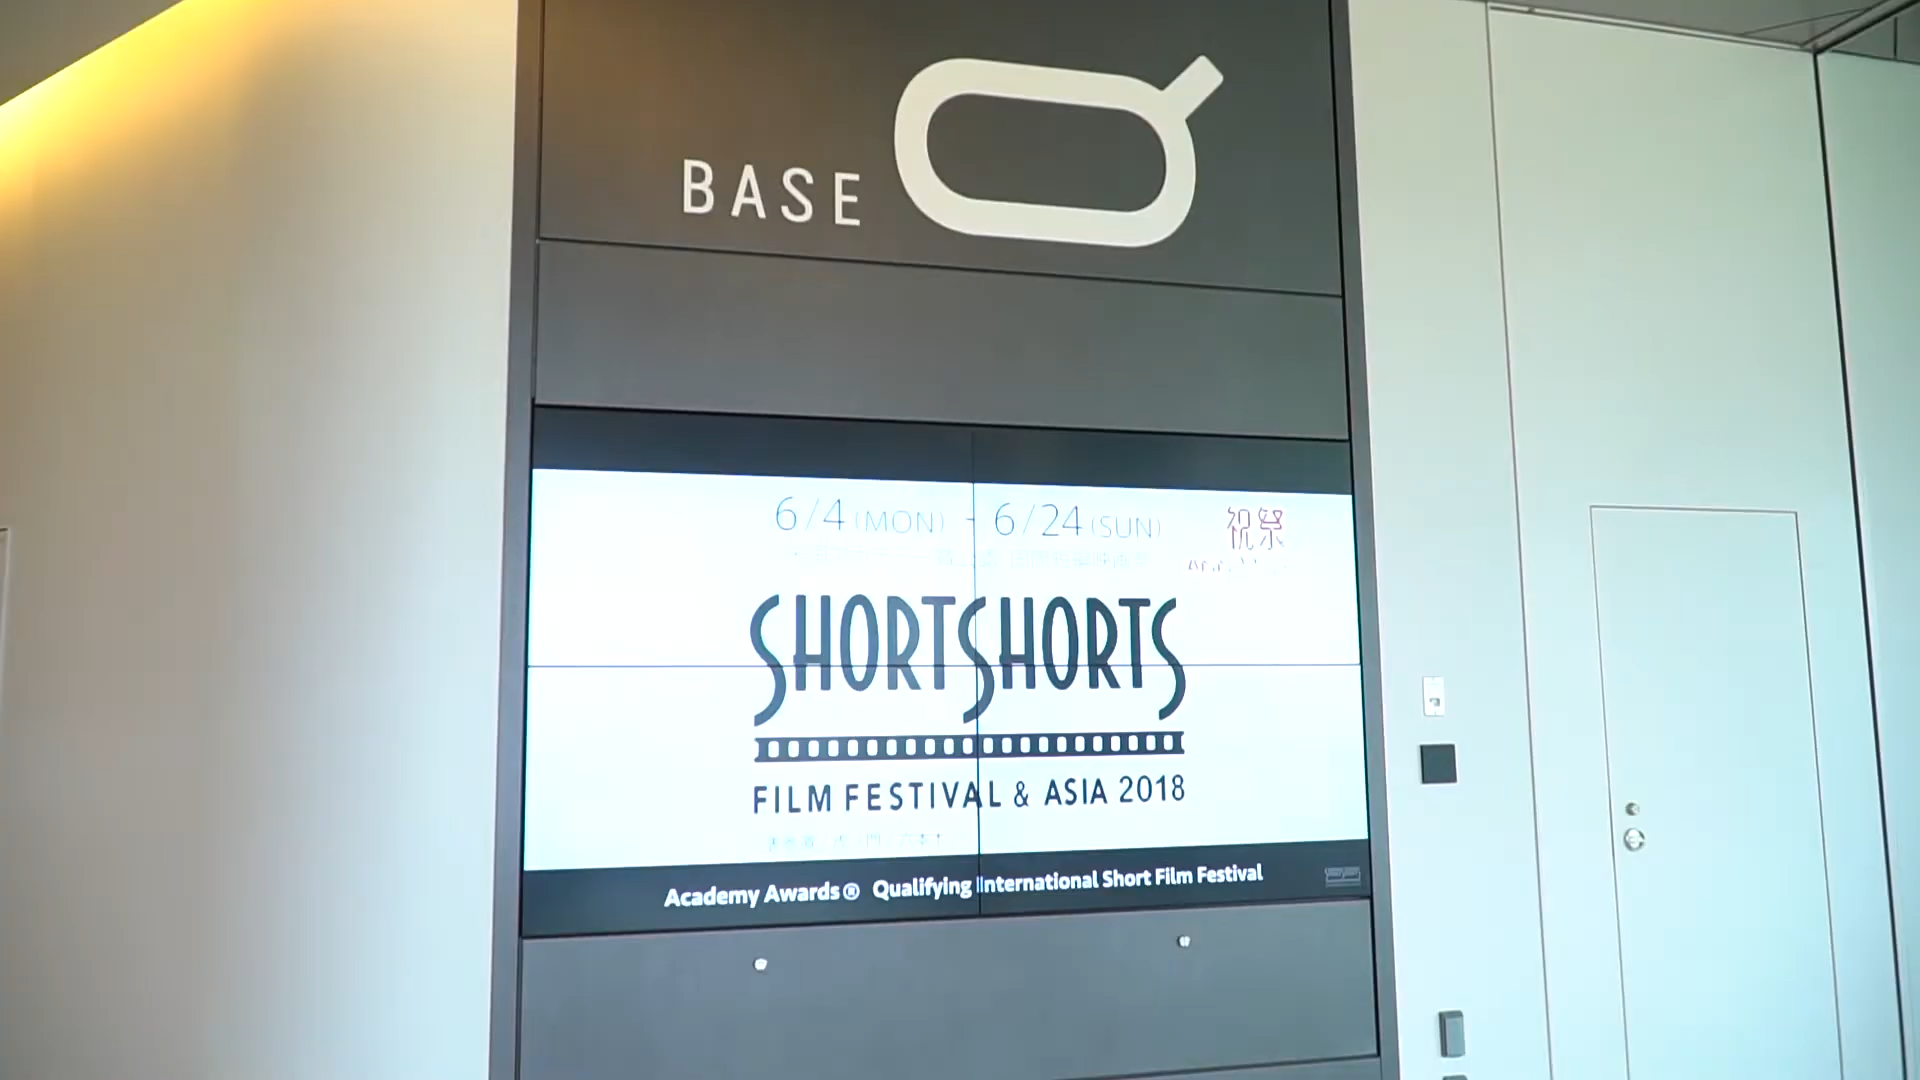 BASE Q
6/4(MON) - 6/24(SUN)
祝祭
SHORTSHORTS
FILM FESTIVAL & ASIA 2018
Academy Awards® Qualifying International Short Film Festival